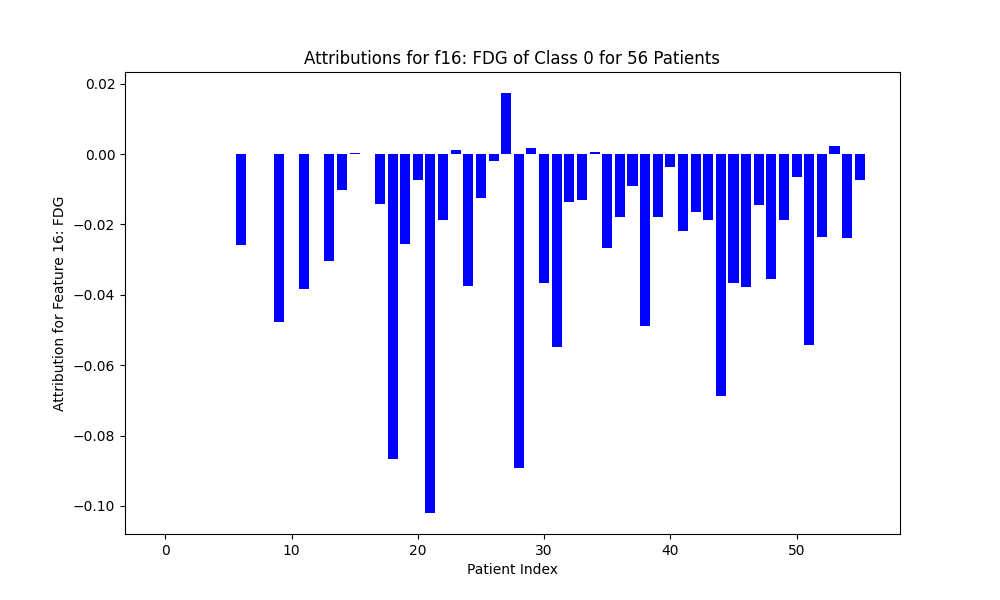 Attributions for f16: FDG of Class 0 for 56 Patients
Attribution for Feature 16: FDG
0.02
0.00
−0.02
−0.04
−0.06
−0.08
−0.10
0 10 20 30 40 50
Patient Index